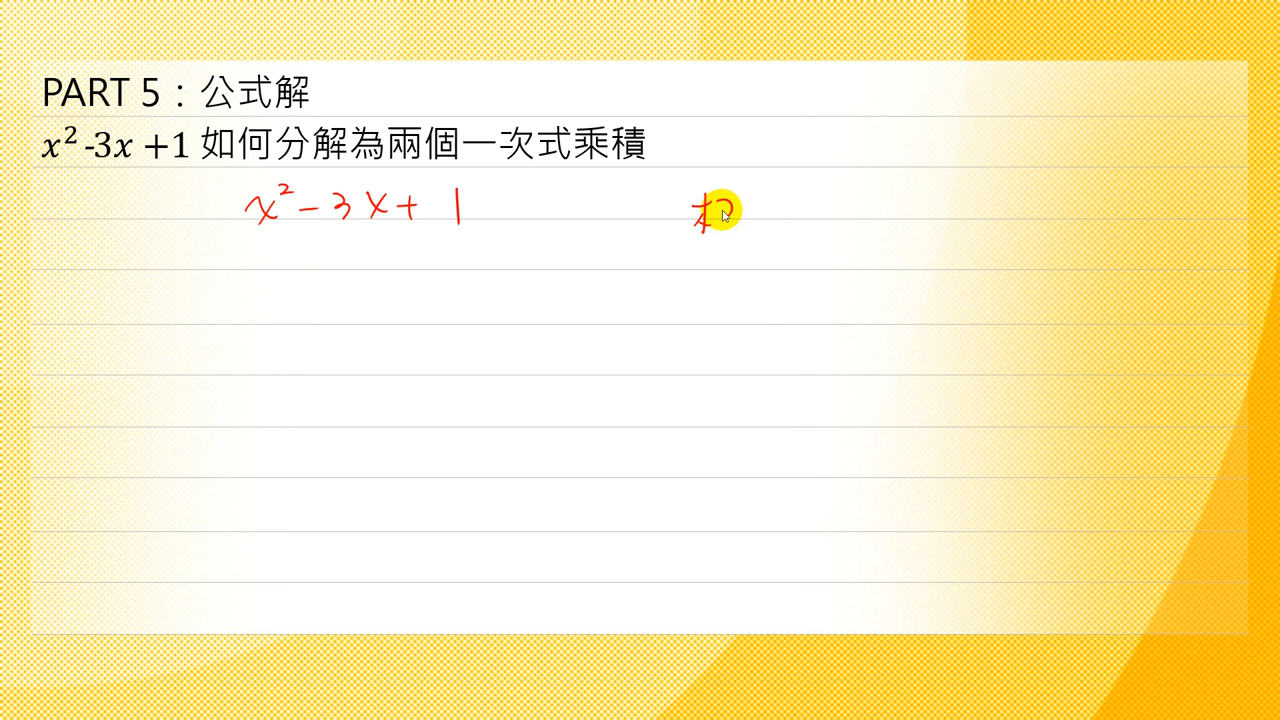 PART 5：公式解
x² -3x +1 如何分解為兩個一次式乘積
x² - 3x + 1